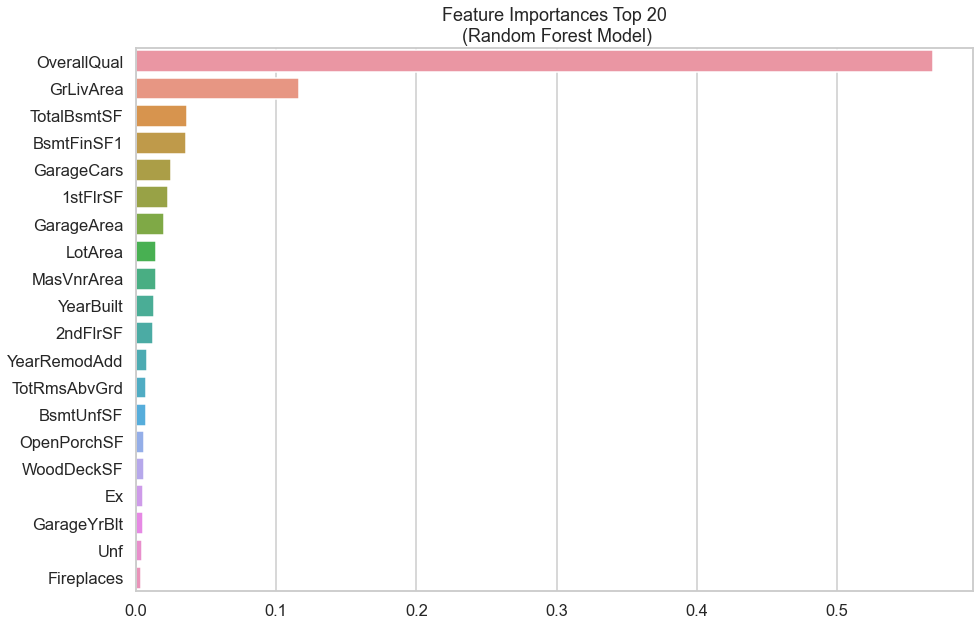 Feature Importances Top 20
(Random Forest Model)
OverallQual
GrLivArea
TotalBsmtSF
BsmtFinSF1
GarageCars
1stFlrSF
GarageArea
LotArea
MasVnrArea
YearBuilt
2ndFlrSF
YearRemodAdd
TotRmsAbvGrd
BsmtUnfSF
OpenPorchSF
WoodDeckSF
Ex
GarageYrBlt
Unf
Fireplaces
0.0 0.1 0.2 0.3 0.4 0.5